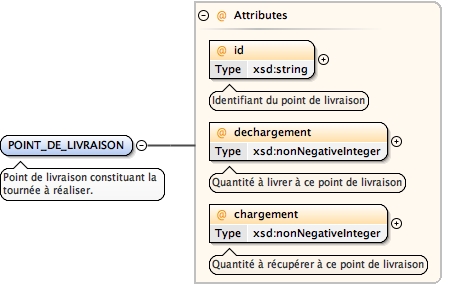 @ Attributes
@ id
Type xsd:string
Identifiant du point de livraison
POINT_DE_LIVRAISON
Point de livraison constituant la
tournée à réaliser.
@ dechargement
Type xsd:nonNegativeInteger
Quantité à livrer à ce point de livraison
@ chargement
Type xsd:nonNegativeInteger
Quantité à récupérer à ce point de livraison